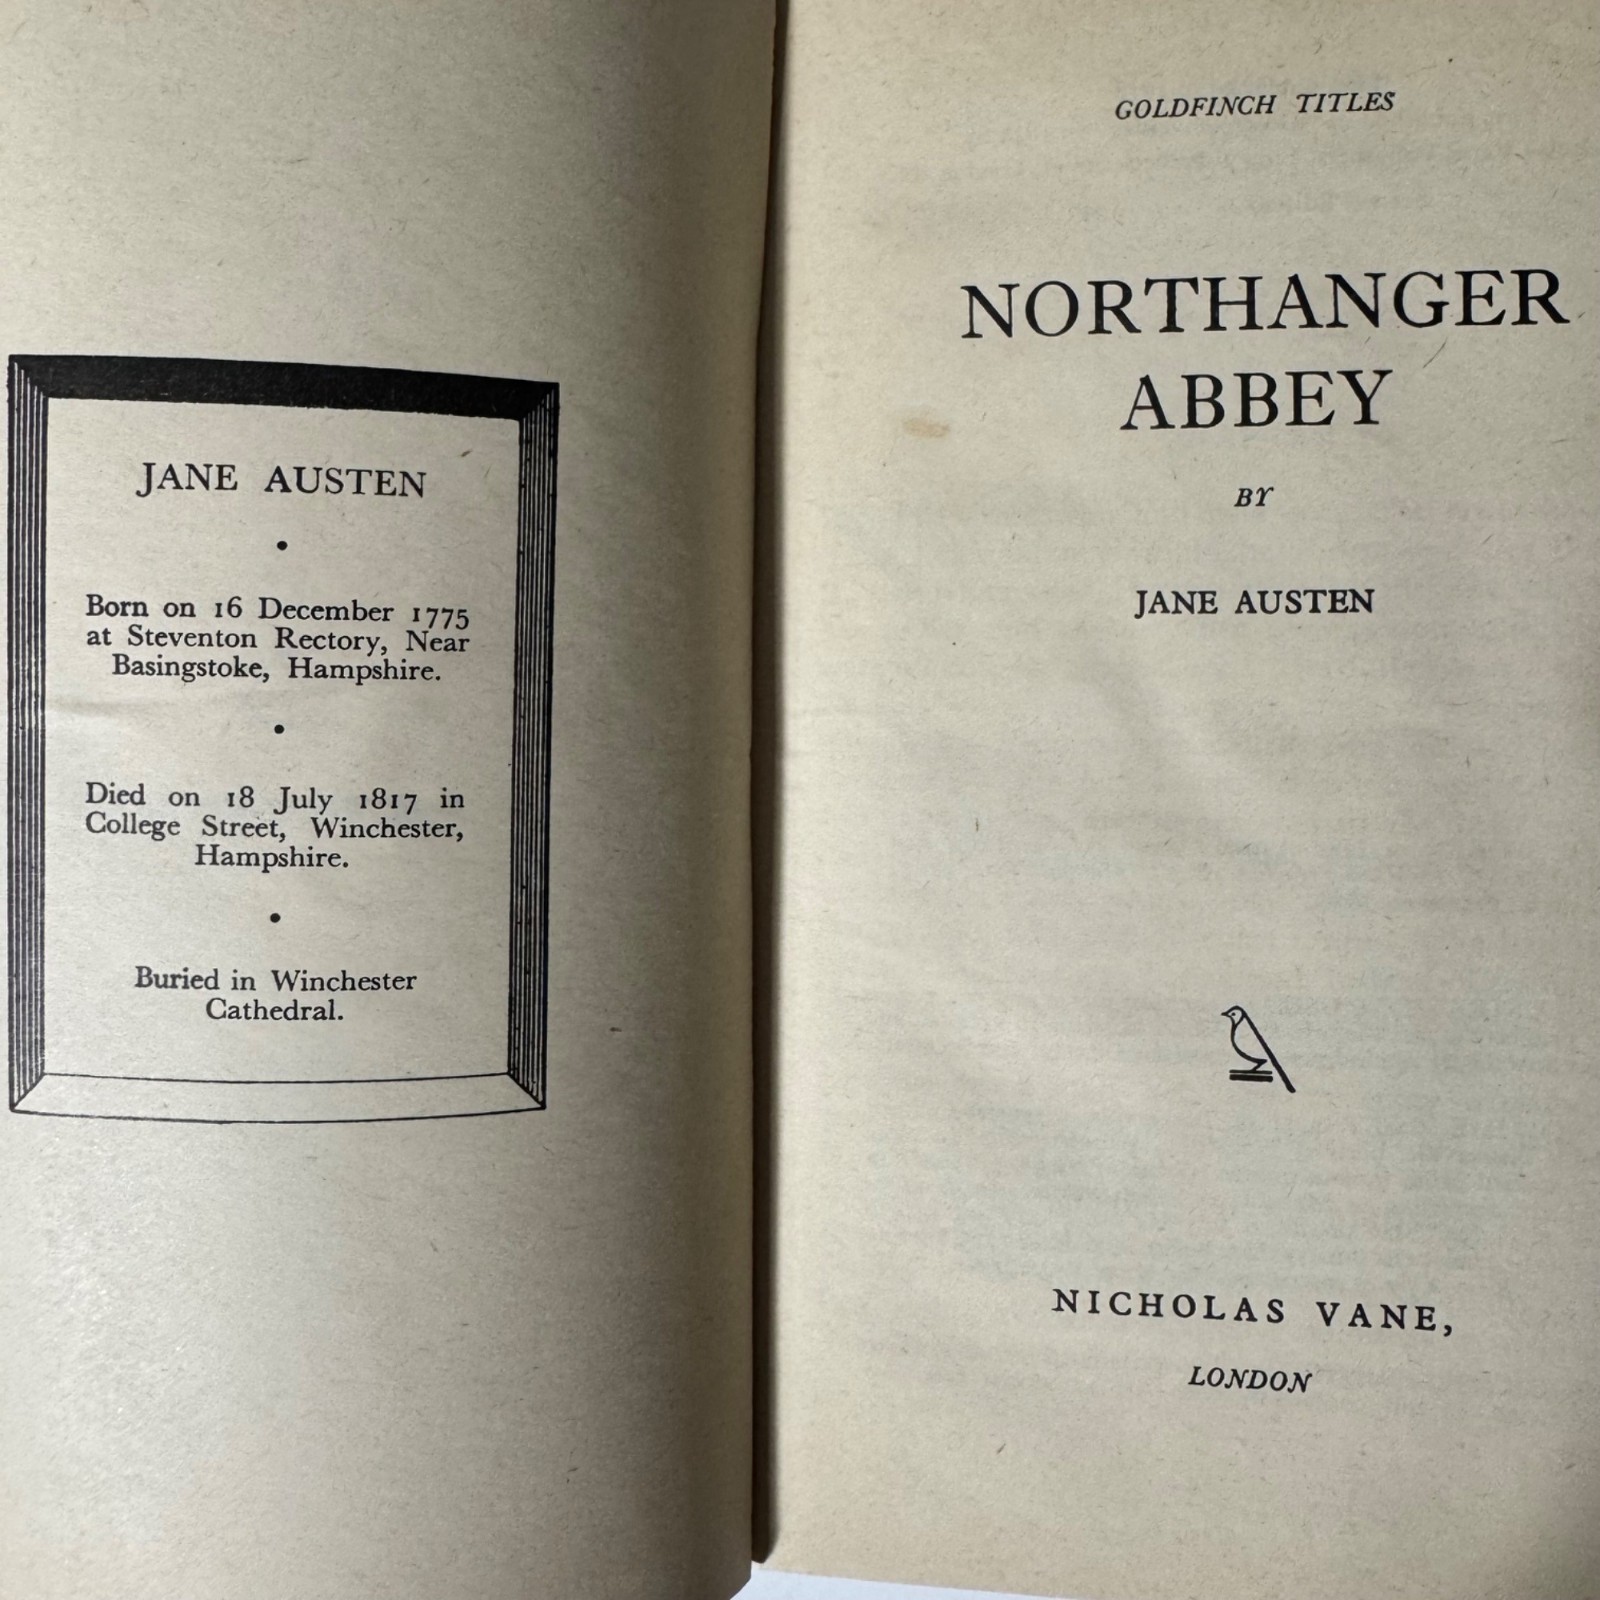 JANE AUSTEN
•
Born on 16 December 1775
at Steventon Rectory, Near
Basingstoke, Hampshire.
•
Died on 18 July 1817 in
College Street, Winchester,
Hampshire.
•
Buried in Winchester
Cathedral.
GOLDFINCH TITLES
NORTHANGER
ABBEY
BY
JANE AUSTEN
NICHOLAS VANE,
LONDON